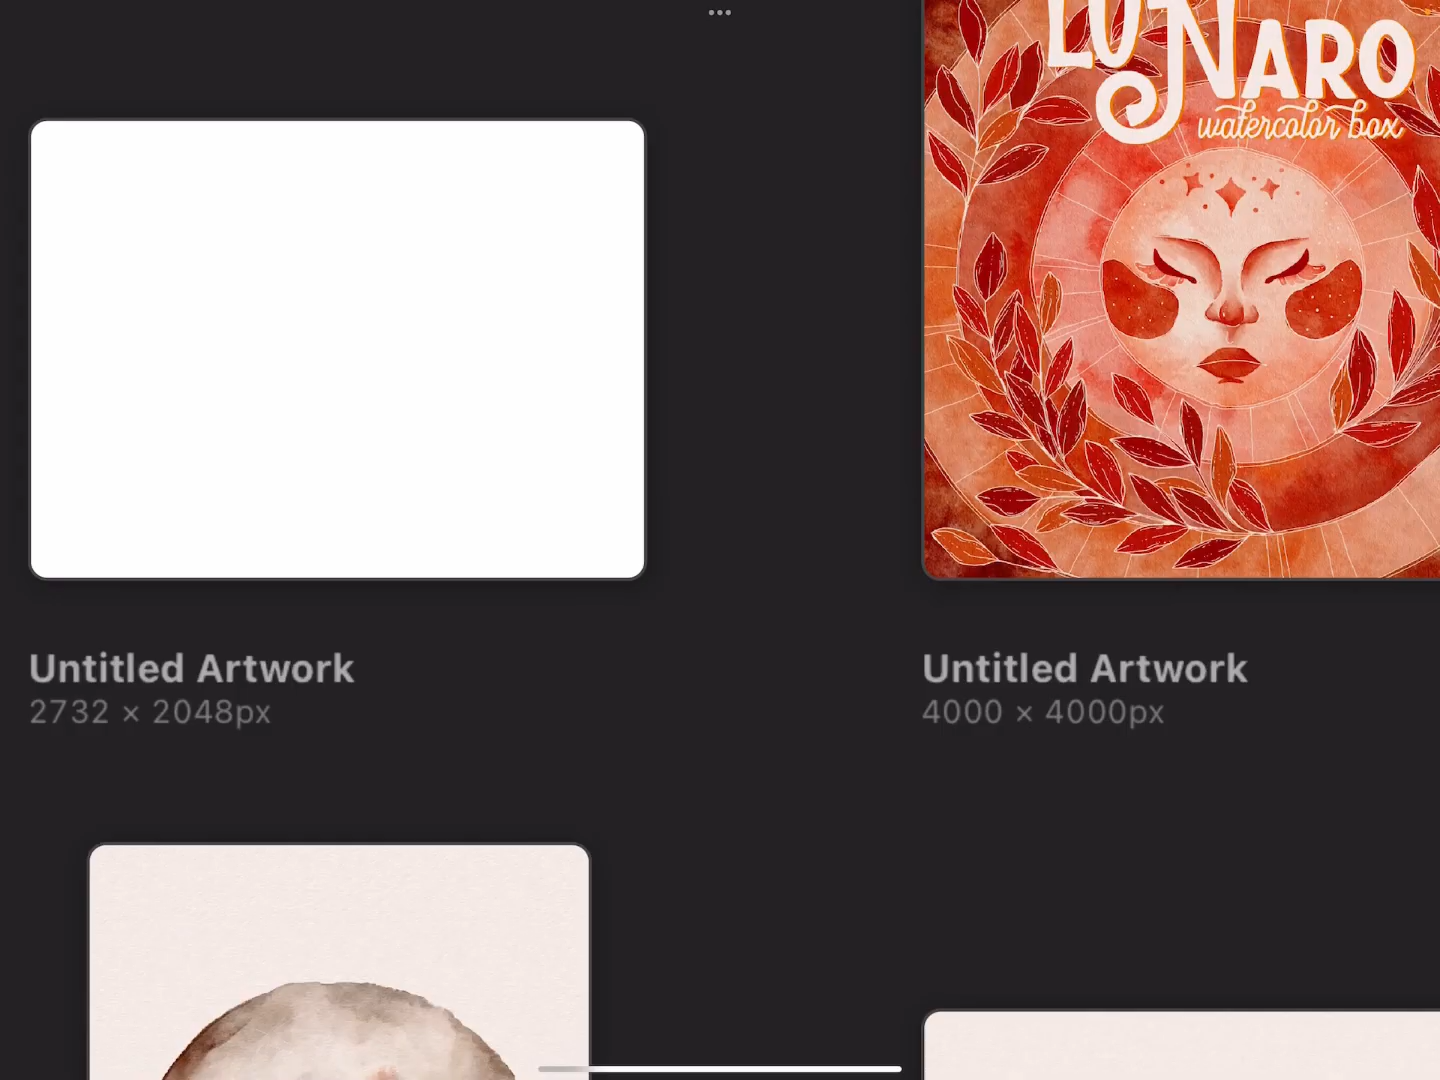 LUNARO
watercolor box
Untitled Artwork
2732 × 2048px
Untitled Artwork
4000 × 4000px